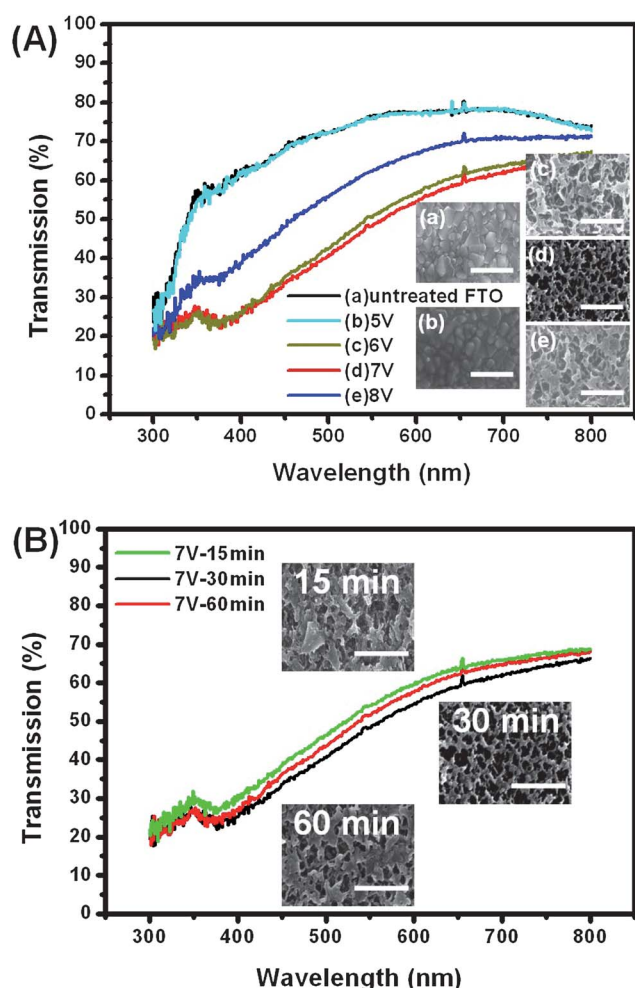 (A)
100
90
80
70
60
50
40
30
20
10
0
Transmission (%)
(a)
(b)
(c)
(d)
(e)
(a)untreated FTO
(b)5V
(c)6V
(d)7V
(e)8V
300 400 500 600 700 800
Wavelength (nm)
(B)
100
90
80
70
60
50
40
30
20
10
0
Transmission (%)
7V-15min
7V-30min
7V-60min
15 min
30 min
60 min
300 400 500 600 700 800
Wavelength (nm)